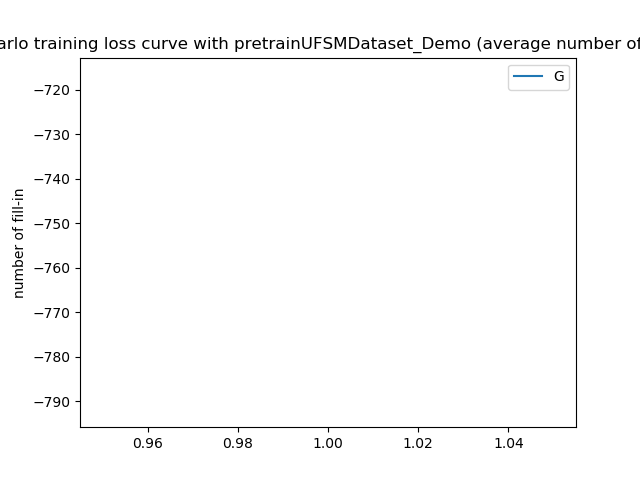 arlo training loss curve with pretrainUFSMDataset_Demo (average number of
G
number of fill-in
−720
−730
−740
−750
−760
−770
−780
−790
0.96 0.98 1.00 1.02 1.04